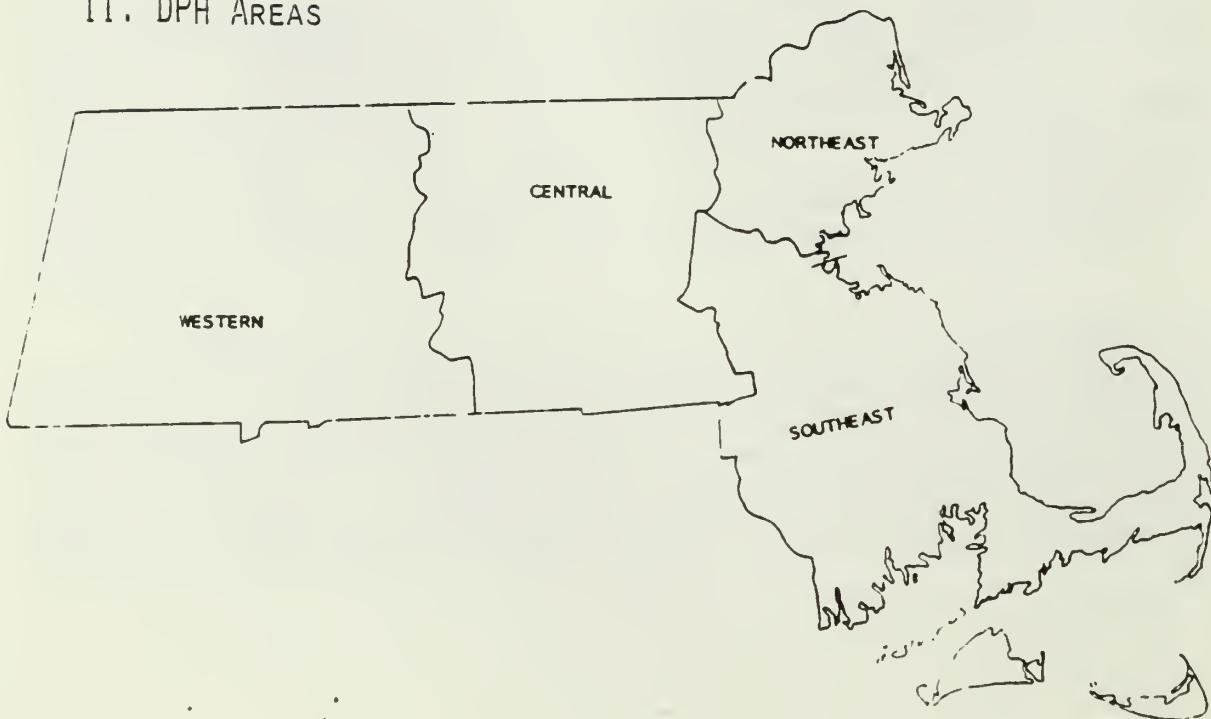 II. DPH AREAS
NORTHEAST
CENTRAL
WESTERN
SOUTHEAST